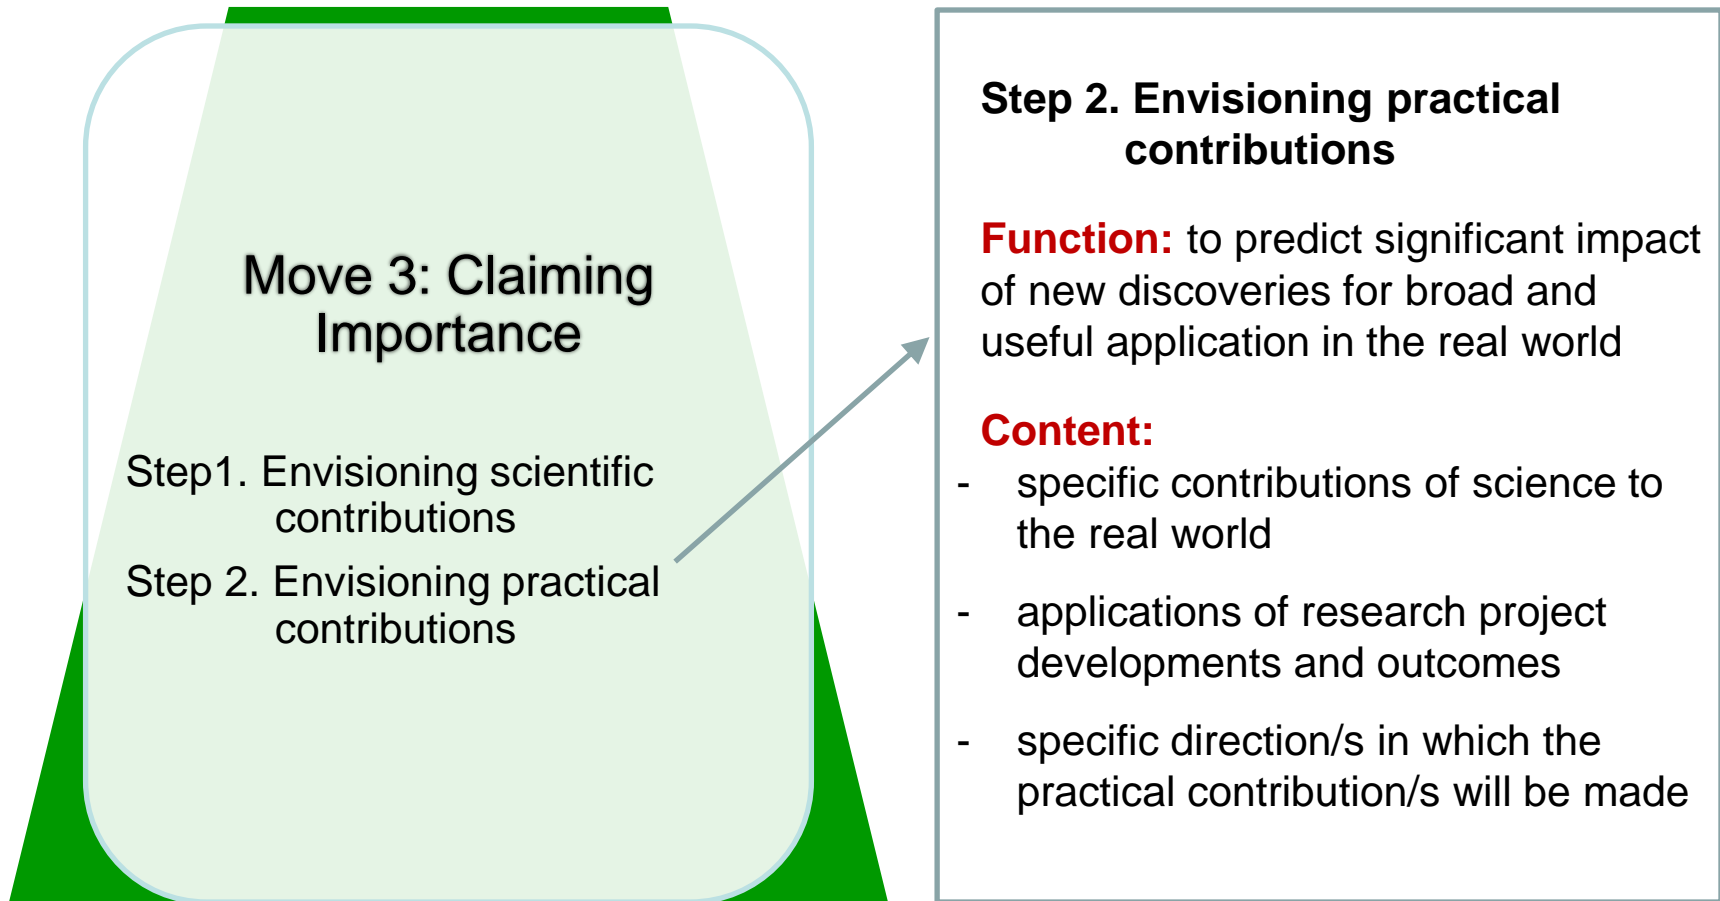 Move 3: Claiming
Importance
Step1. Envisioning scientific
contributions
Step 2. Envisioning practical
contributions
Step 2. Envisioning practical
contributions
Function: to predict significant impact
of new discoveries for broad and
useful application in the real world
Content:
- specific contributions of science to
the real world
- applications of research project
developments and outcomes
- specific direction/s in which the
practical contribution/s will be made